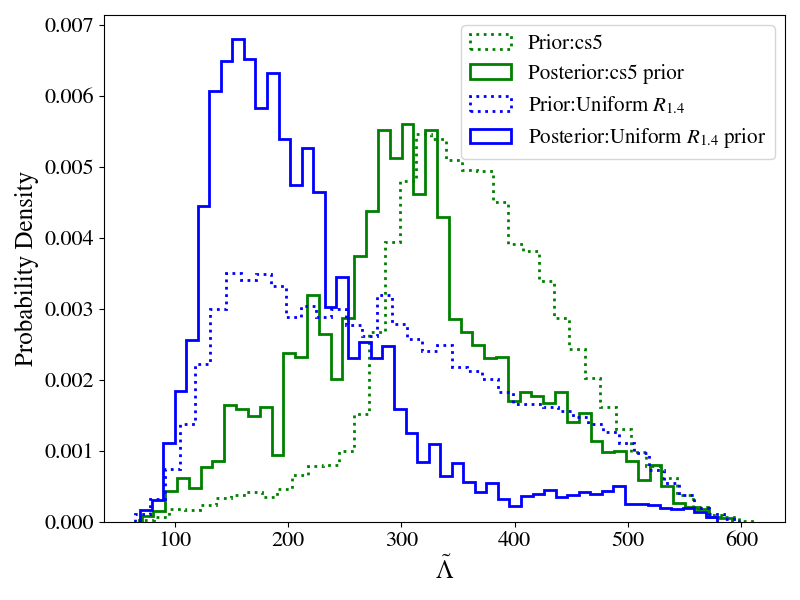 0.007
0.006
0.005
0.004
0.003
0.002
0.001
0.000
Probability Density
Prior:cs5
Posterior:cs5 prior
Prior:Uniform R₁.₄
Posterior:Uniform R₁.₄ prior
100 200 300 400 500 600
Λ̃